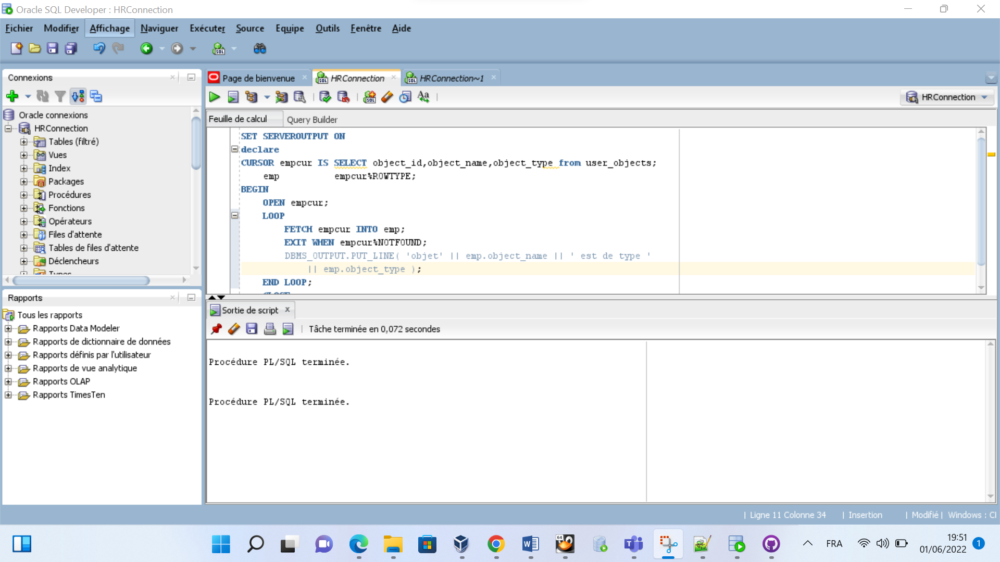 Oracle SQL Developer : HRConnection
Fichier Modifier Affichage Naviguer Exécuter Source Equipe Outils Fenêtre Aide
Connexions
Oracle connexions
HRConnection
Tables (filtré)
Vues
Index
Packages
Procédures
Fonctions
Opérateurs
Files d'attente
Tables de files d'attente
Déclencheurs
Types
Rapports
Tous les rapports
Rapports Data Modeler
Rapports de dictionnaire de données
Rapports définis par l'utilisateur
Rapports de vue analytique
Rapports OLAP
Rapports TimesTen
Page de bienvenue HRConnection HRConnection~1
HRConnection
Feuille de calcul Query Builder
SET SERVEROUTPUT ON
declare
CURSOR empcur IS SELECT object_id,object_name,object_type from user_objects;
emp empcur%ROWTYPE;
BEGIN
OPEN empcur;
LOOP
FETCH empcur INTO emp;
EXIT WHEN empcur%NOTFOUND;
DBMS_OUTPUT.PUT_LINE( 'objet' || emp.object_name || ' est de type '
|| emp.object_type );
END LOOP;
Sortie de script
Tâche terminée en 0,072 secondes
Procédure PL/SQL terminée.
Procédure PL/SQL terminée.
| Ligne 11 Colonne 34 | Insertion | Modifié | Windows : Cl
FRA
19:51
01/06/2022
1